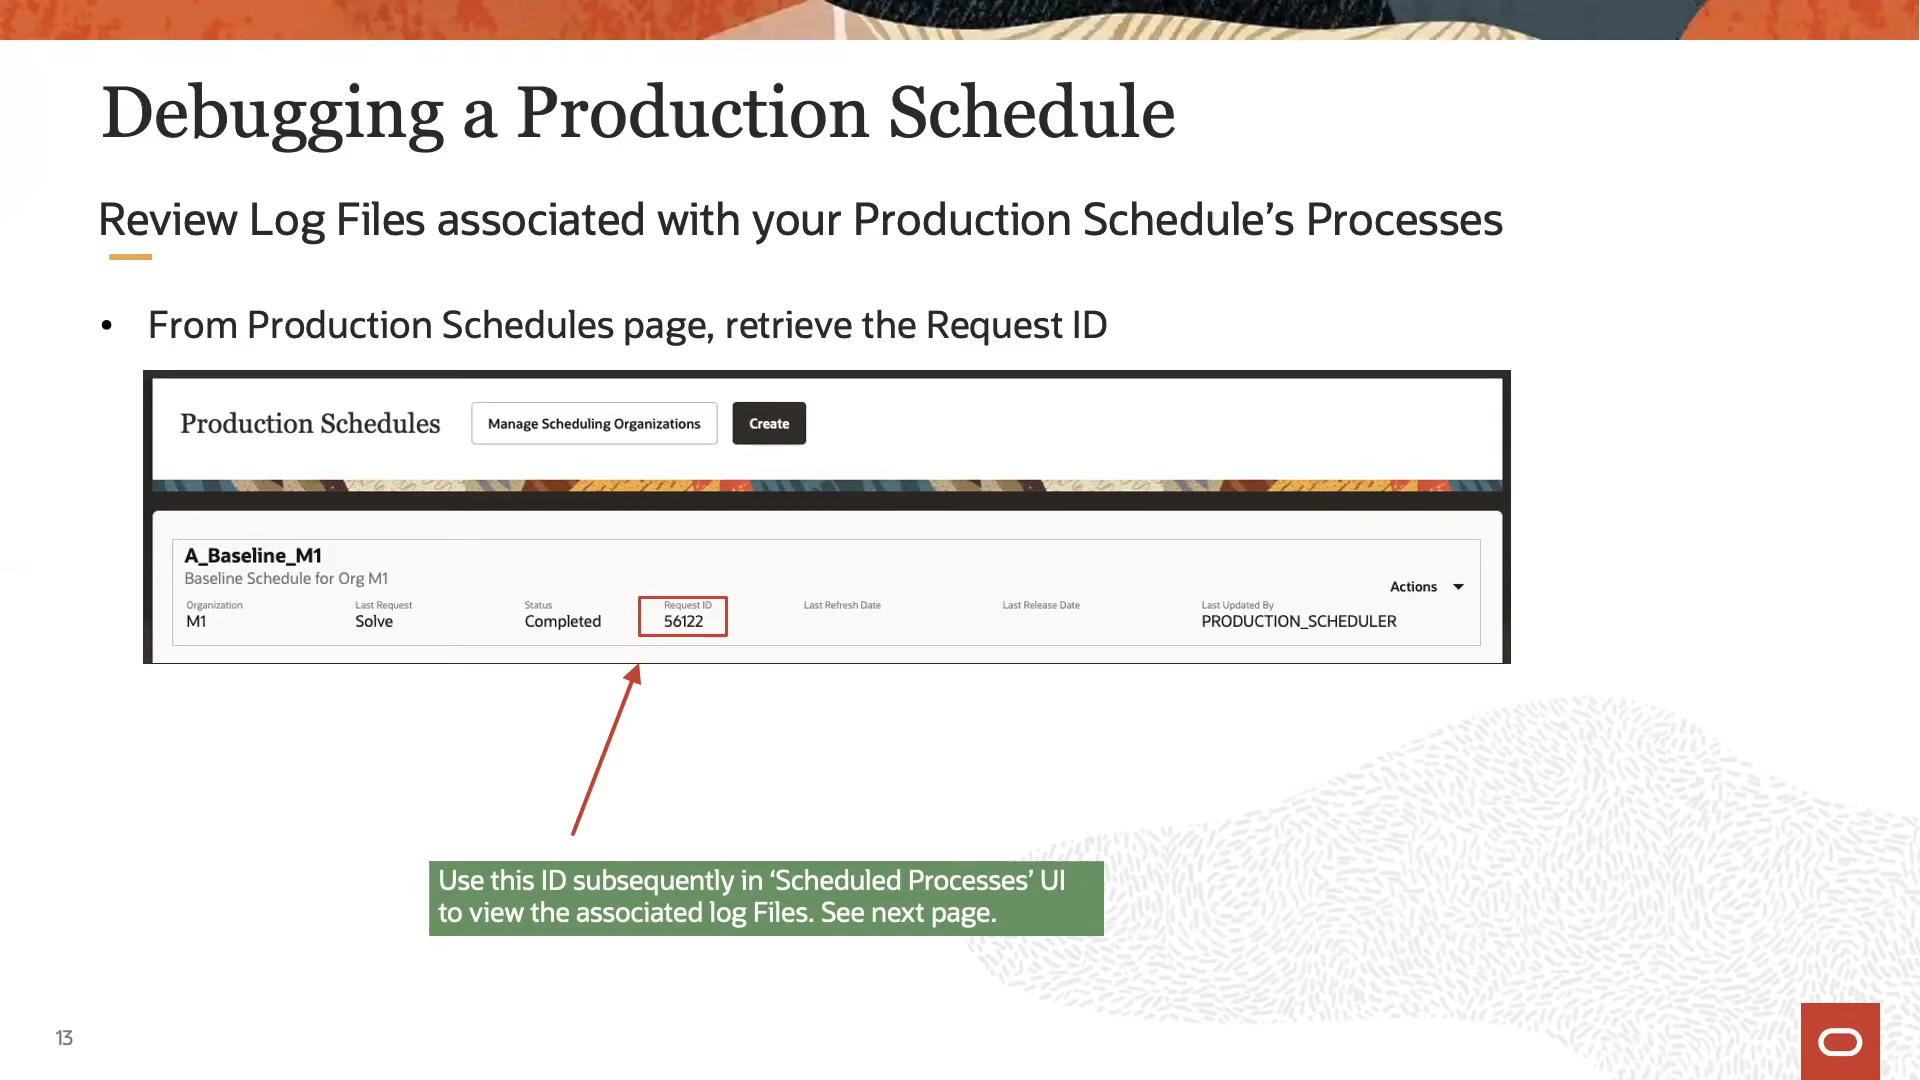 Debugging a Production Schedule
Review Log Files associated with your Production Schedule’s Processes
• From Production Schedules page, retrieve the Request ID
Production Schedules
Manage Scheduling Organizations
Create
A_Baseline_M1
Baseline Schedule for Org M1
Actions
Organization Last Request Status Request ID Last Refresh Date Last Release Date Last Updated By
M1 Solve Completed 56122 PRODUCTION_SCHEDULER
Use this ID subsequently in ‘Scheduled Processes’ UI
to view the associated log Files. See next page.
13